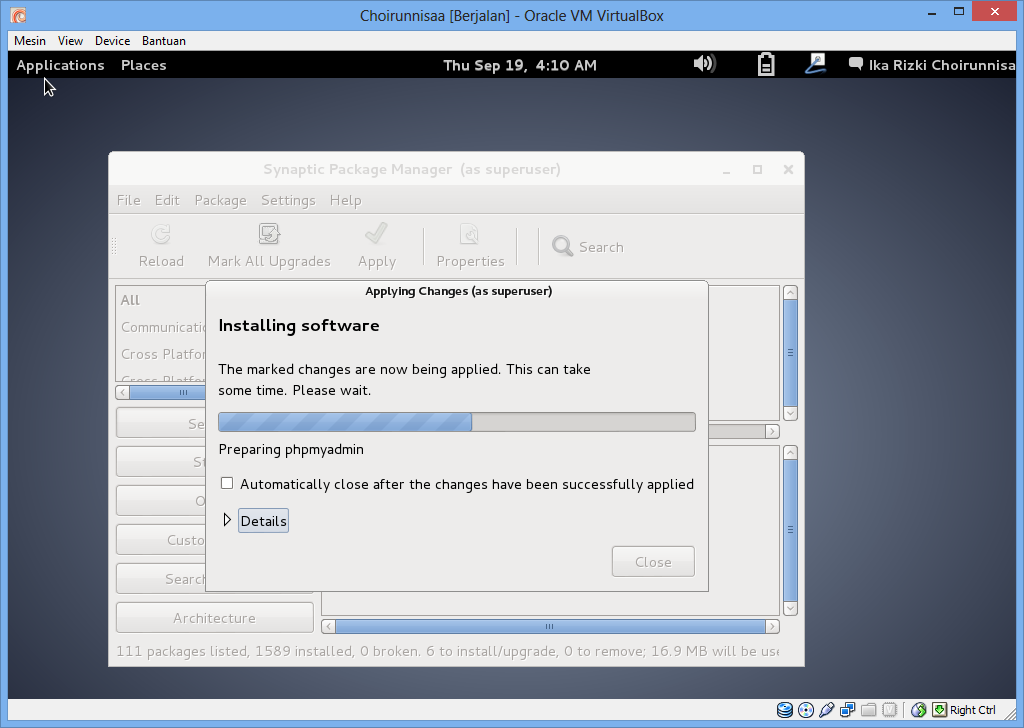 Choirunnisaa [Berjalan] - Oracle VM VirtualBox
Mesin View Device Bantuan
Applications Places Thu Sep 19, 4:10 AM Ika Rizki Choirunnisa
Synaptic Package Manager (as superuser)
File Edit Package Settings Help
Reload Mark All Upgrades Apply Properties Search
All
Applying Changes (as superuser)
Installing software
The marked changes are now being applied. This can take
some time. Please wait.
Preparing phpmyadmin
Automatically close after the changes have been successfully applied
Details
Close
Communicatio
Cross Platfor
Cross Platfor
Se
St
O
Custo
Search
Architecture
111 packages listed, 1589 installed, 0 broken. 6 to install/upgrade, 0 to remove; 16.9 MB will be use
Right Ctrl